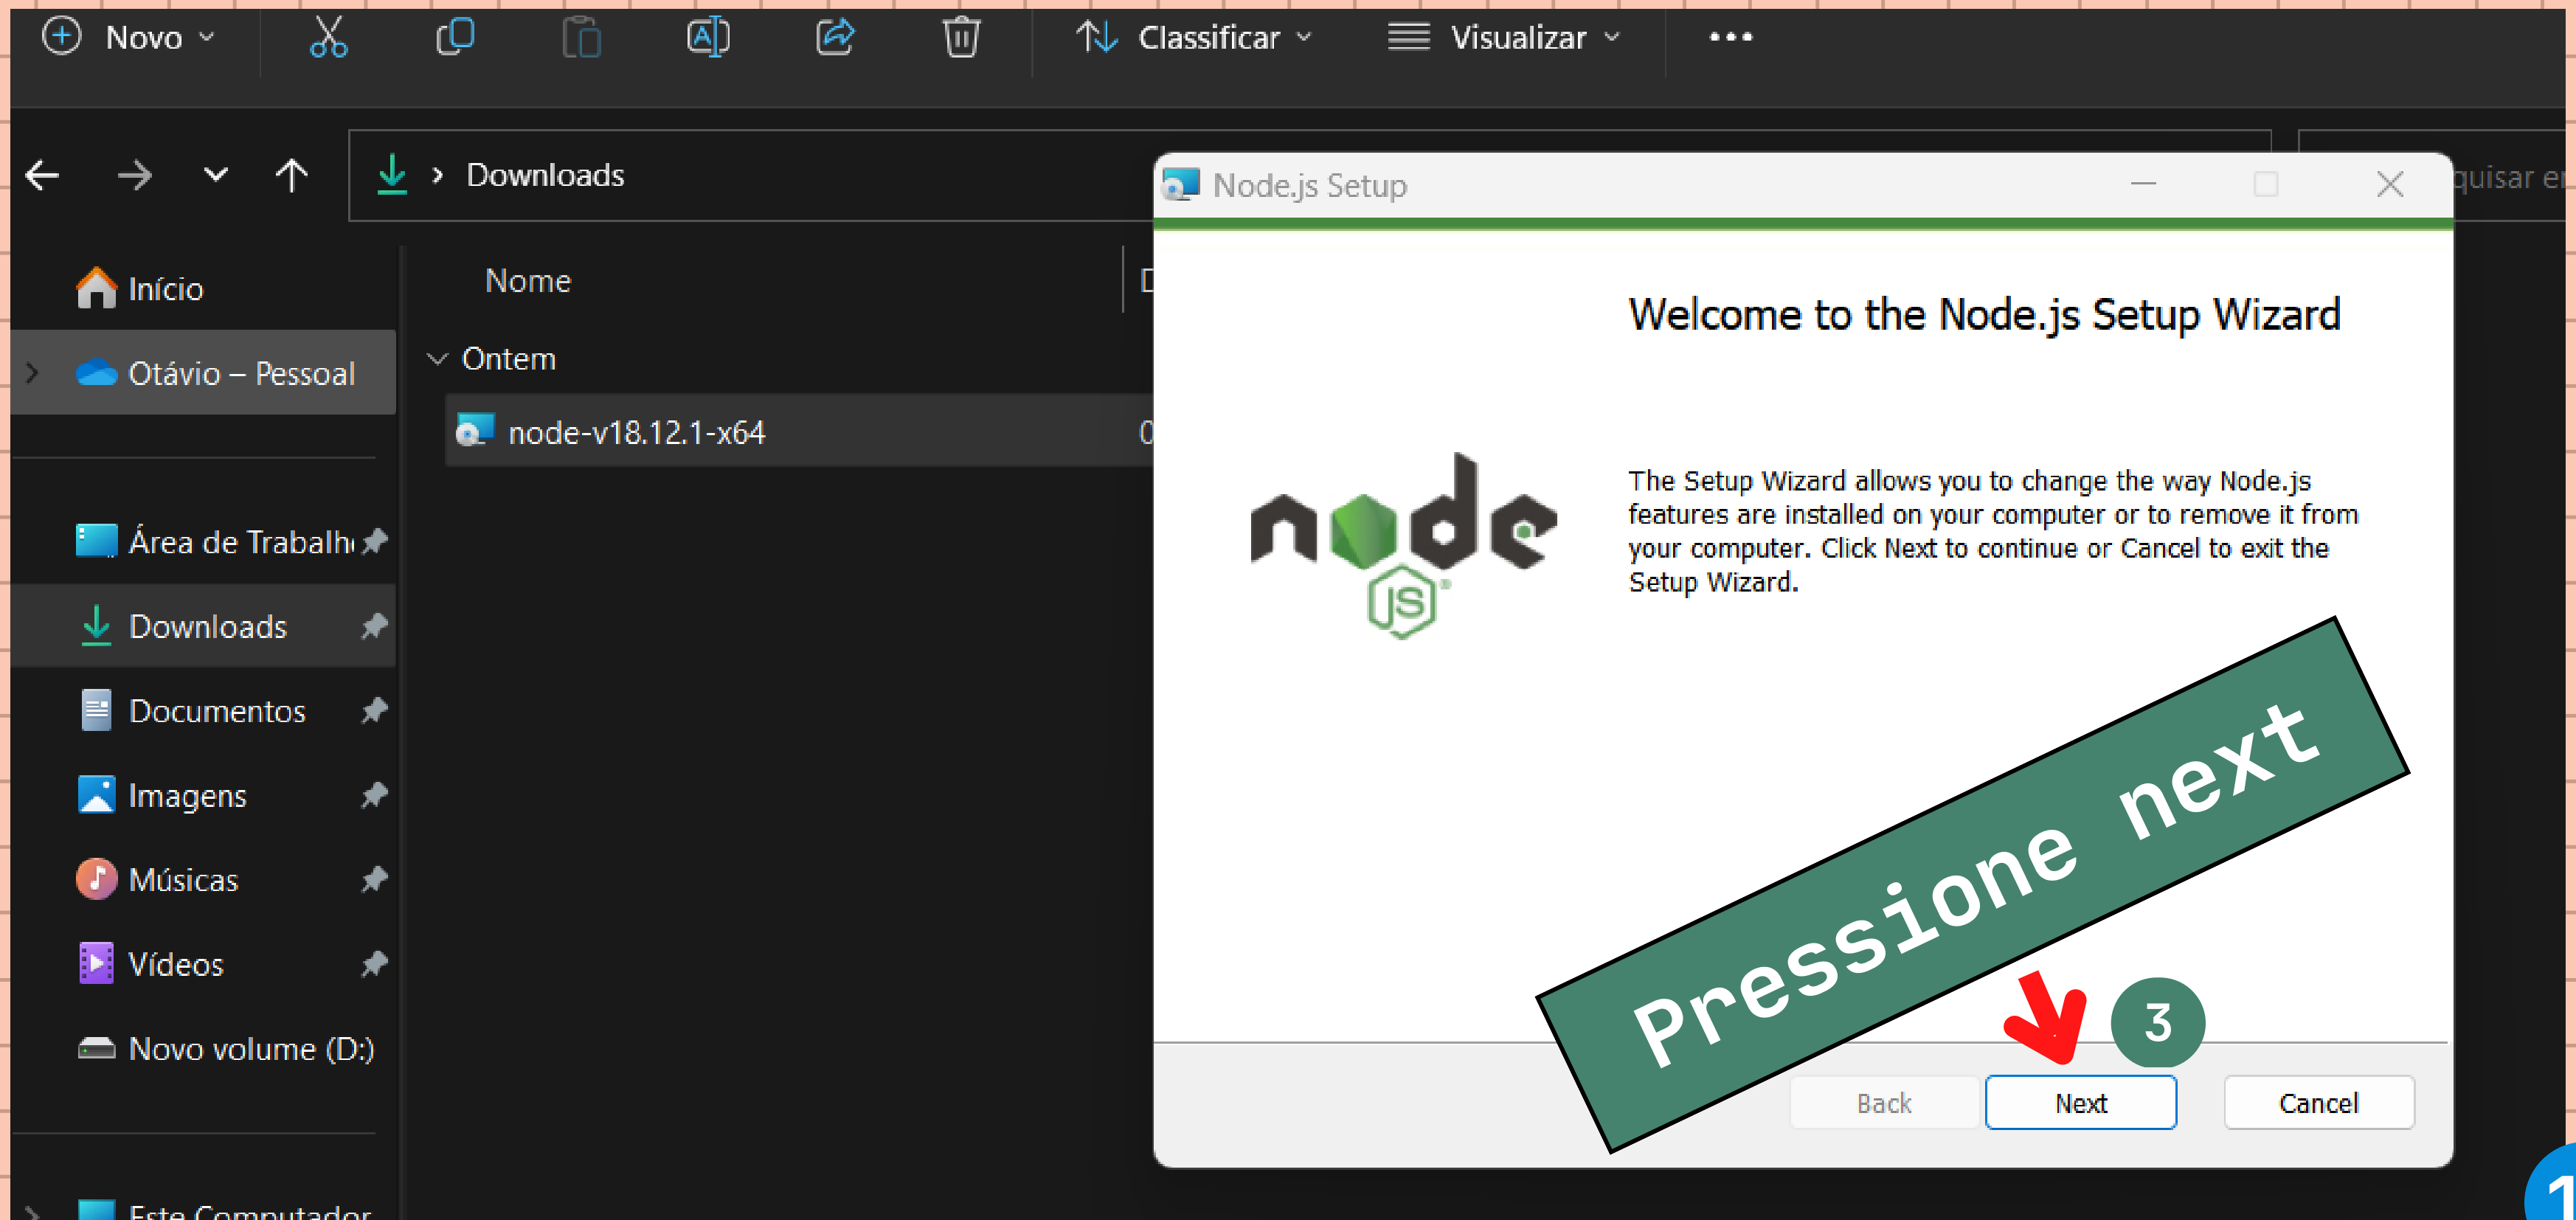 Novo
Classificar
Visualizar
Downloads
quisar e
Início
Otávio – Pessoal
Área de Trabalh
Downloads
Documentos
Imagens
Músicas
Vídeos
Novo volume (D:)
Este Computador
Nome
Ontem
node-v18.12.1-x64
0
Node.js Setup
Welcome to the Node.js Setup Wizard
node
JS®
The Setup Wizard allows you to change the way Node.js
features are installed on your computer or to remove it from
your computer. Click Next to continue or Cancel to exit the
Setup Wizard.
Pressione next
3
Back
Next
Cancel
1